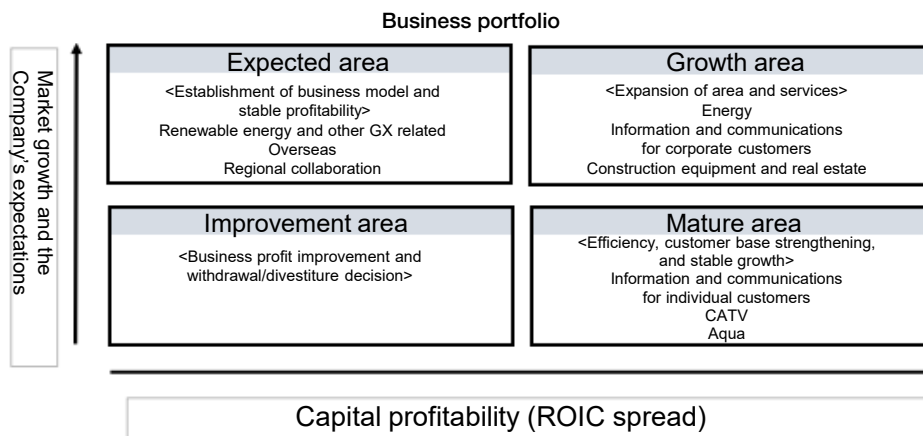 Business portfolio
Market growth and the
Company's expectations
Expected area
<Establishment of business model and
stable profitability>
Renewable energy and other GX related
Overseas
Regional collaboration
Growth area
<Expansion of area and services>
Energy
Information and communications
for corporate customers
Construction equipment and real estate
Improvement area
<Business profit improvement and
withdrawal/divestiture decision>
Mature area
<Efficiency, customer base strengthening,
and stable growth>
Information and communications
for individual customers
CATV
Aqua
Capital profitability (ROIC spread)